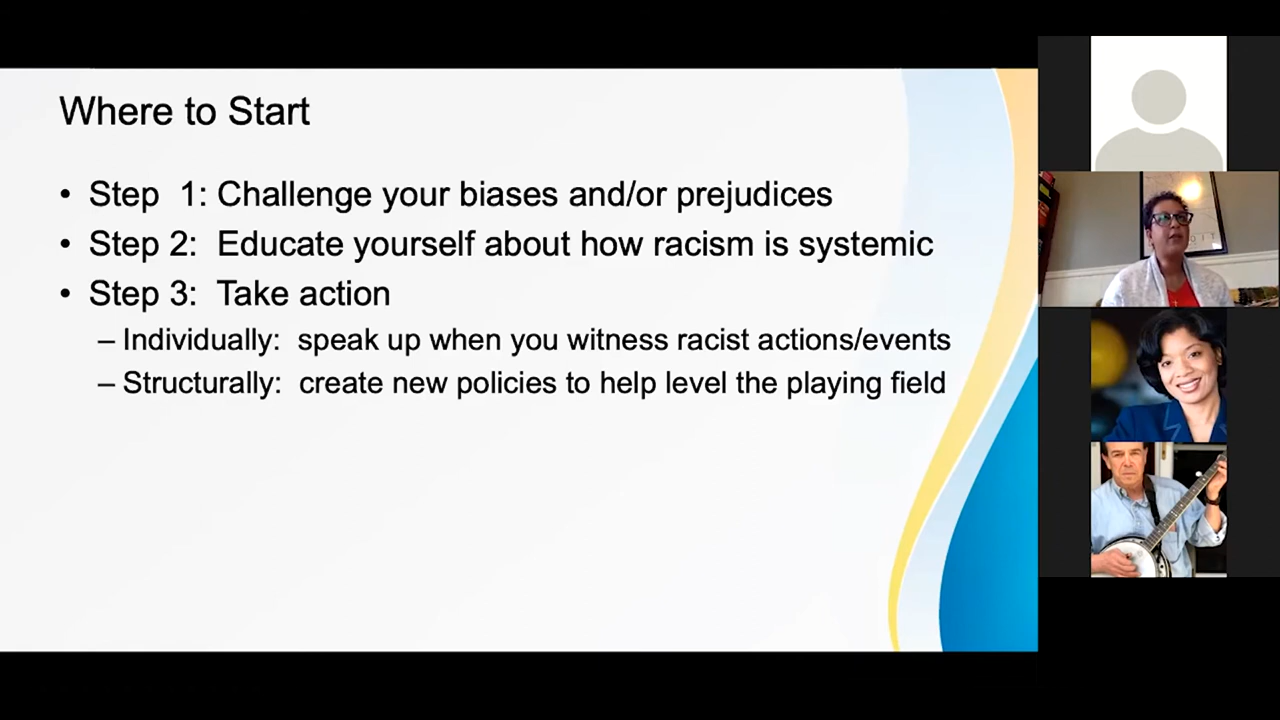 Where to Start
• Step  1: Challenge your biases and/or prejudices
• Step 2:  Educate yourself about how racism is systemic
• Step 3:  Take action
– Individually:  speak up when you witness racist actions/events
– Structurally:  create new policies to help level the playing field